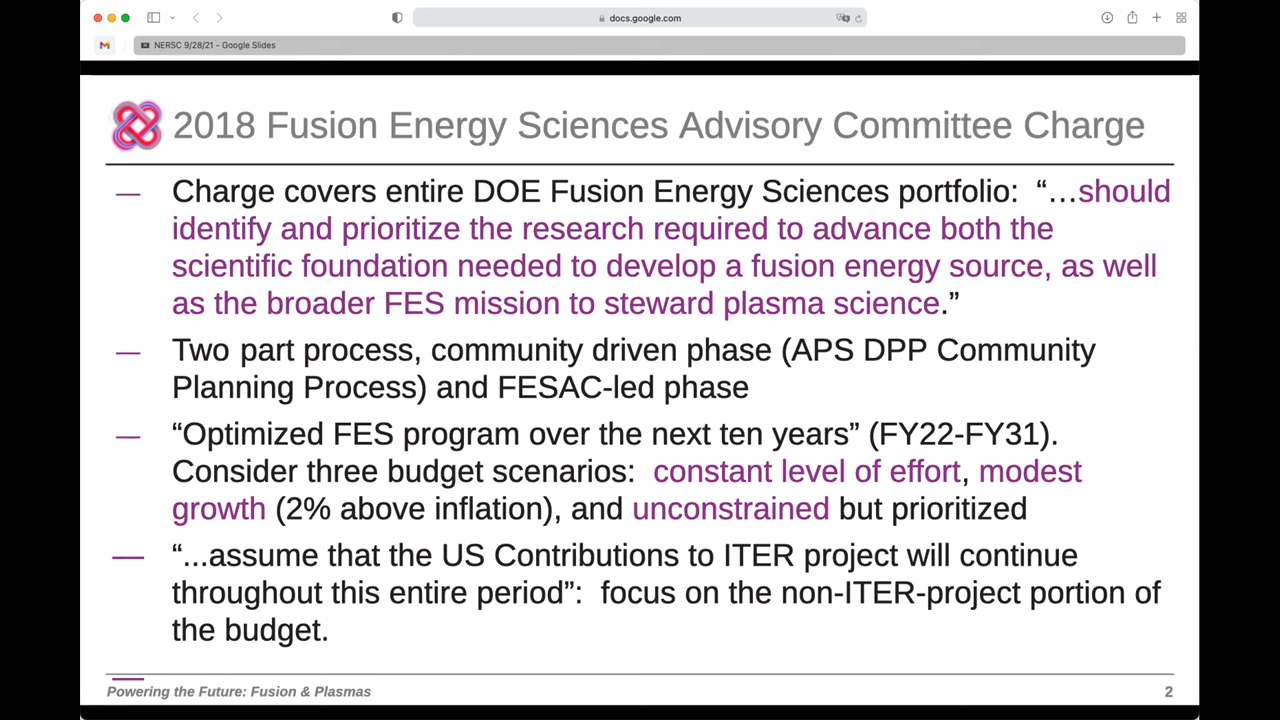 docs.google.com
NERSC 9/28/21 - Google Slides
2018 Fusion Energy Sciences Advisory Committee Charge
— Charge covers entire DOE Fusion Energy Sciences portfolio: “…should
identify and prioritize the research required to advance both the
scientific foundation needed to develop a fusion energy source, as well
as the broader FES mission to steward plasma science.”
— Two part process, community driven phase (APS DPP Community
Planning Process) and FESAC-led phase
— “Optimized FES program over the next ten years” (FY22-FY31).
Consider three budget scenarios: constant level of effort, modest
growth (2% above inflation), and unconstrained but prioritized
— “...assume that the US Contributions to ITER project will continue
throughout this entire period”: focus on the non-ITER-project portion of
the budget.
—
Powering the Future: Fusion & Plasmas
2